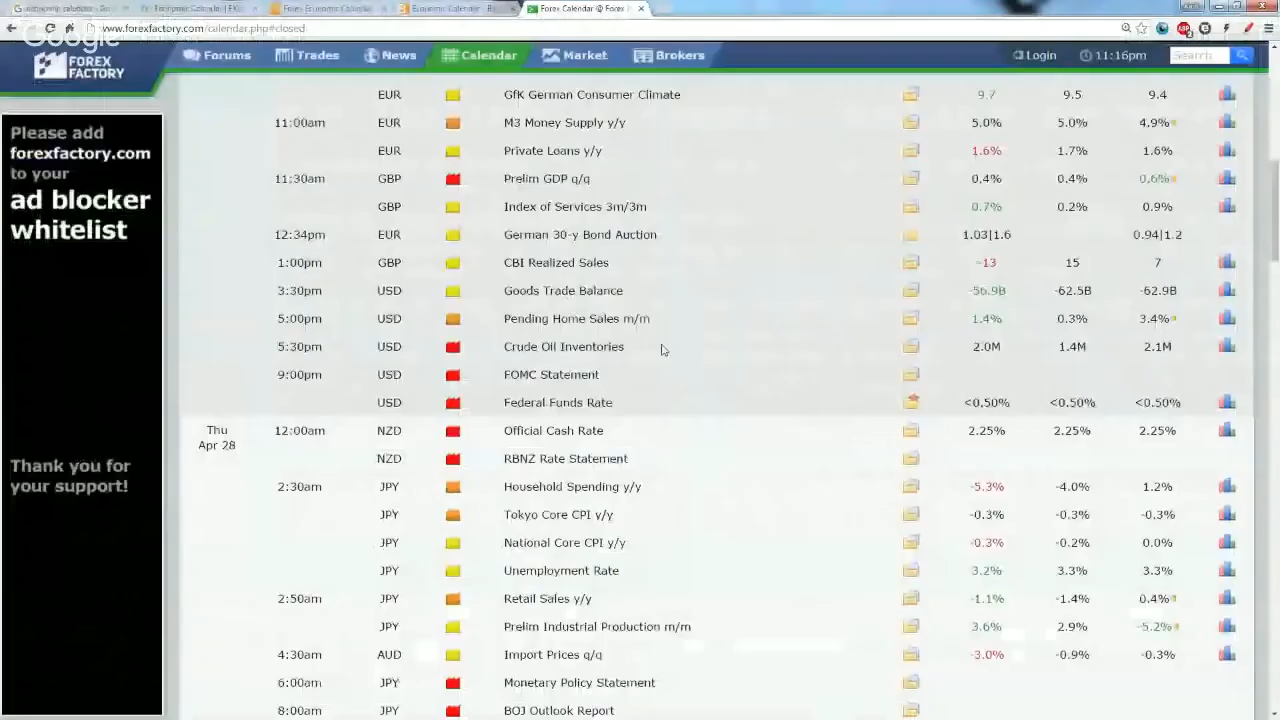 Forex Calendar @ Forex
www.forexfactory.com/calendar.php#closed
Google
FOREX FACTORY
Forums Trades News Calendar Market Brokers Login 11:16pm Search
Please add
forexfactory.com
to your
ad blocker
whitelist
Thank you for
your support!
EUR GfK German Consumer Climate 9.7 9.5 9.4
11:00am EUR M3 Money Supply y/y 5.0% 5.0% 4.9%
EUR Private Loans y/y 1.6% 1.7% 1.6%
11:30am GBP Prelim GDP q/q 0.4% 0.4% 0.6%
GBP Index of Services 3m/3m 0.7% 0.2% 0.9%
12:34pm EUR German 30-y Bond Auction 1.03|1.6 0.94|1.2
1:00pm GBP CBI Realized Sales -13 15 7
3:30pm USD Goods Trade Balance -56.9B -62.5B -62.9B
5:00pm USD Pending Home Sales m/m 1.4% 0.3% 3.4%
5:30pm USD Crude Oil Inventories 2.0M 1.4M 2.1M
9:00pm USD FOMC Statement
USD Federal Funds Rate <0.50% <0.50% <0.50%
Thu
Apr 28 12:00am NZD Official Cash Rate 2.25% 2.25% 2.25%
NZD RBNZ Rate Statement
2:30am JPY Household Spending y/y -5.3% -4.0% 1.2%
JPY Tokyo Core CPI y/y -0.3% -0.3% -0.3%
JPY National Core CPI y/y -0.3% -0.2% 0.0%
JPY Unemployment Rate 3.2% 3.3% 3.3%
2:50am JPY Retail Sales y/y -1.1% -1.4% 0.4%
JPY Prelim Industrial Production m/m 3.6% 2.9% -5.2%
4:30am AUD Import Prices q/q -3.0% -0.9% -0.3%
6:00am JPY Monetary Policy Statement
8:00am JPY BOJ Outlook Report